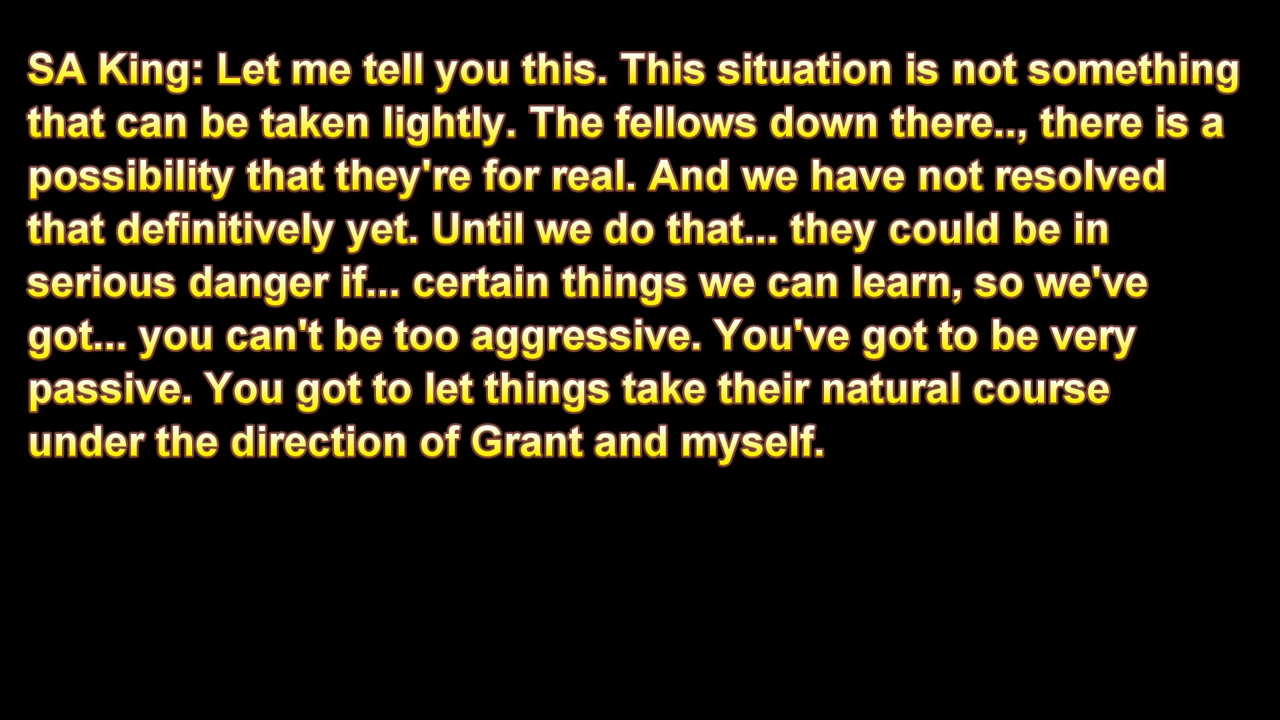 SA King: Let me tell you this. This situation is not something
that can be taken lightly. The fellows down there.., there is a
possibility that they're for real. And we have not resolved
that definitively yet. Until we do that... they could be in
serious danger if... certain things we can learn, so we've
got... you can't be too aggressive. You've got to be very
passive. You got to let things take their natural course
under the direction of Grant and myself.